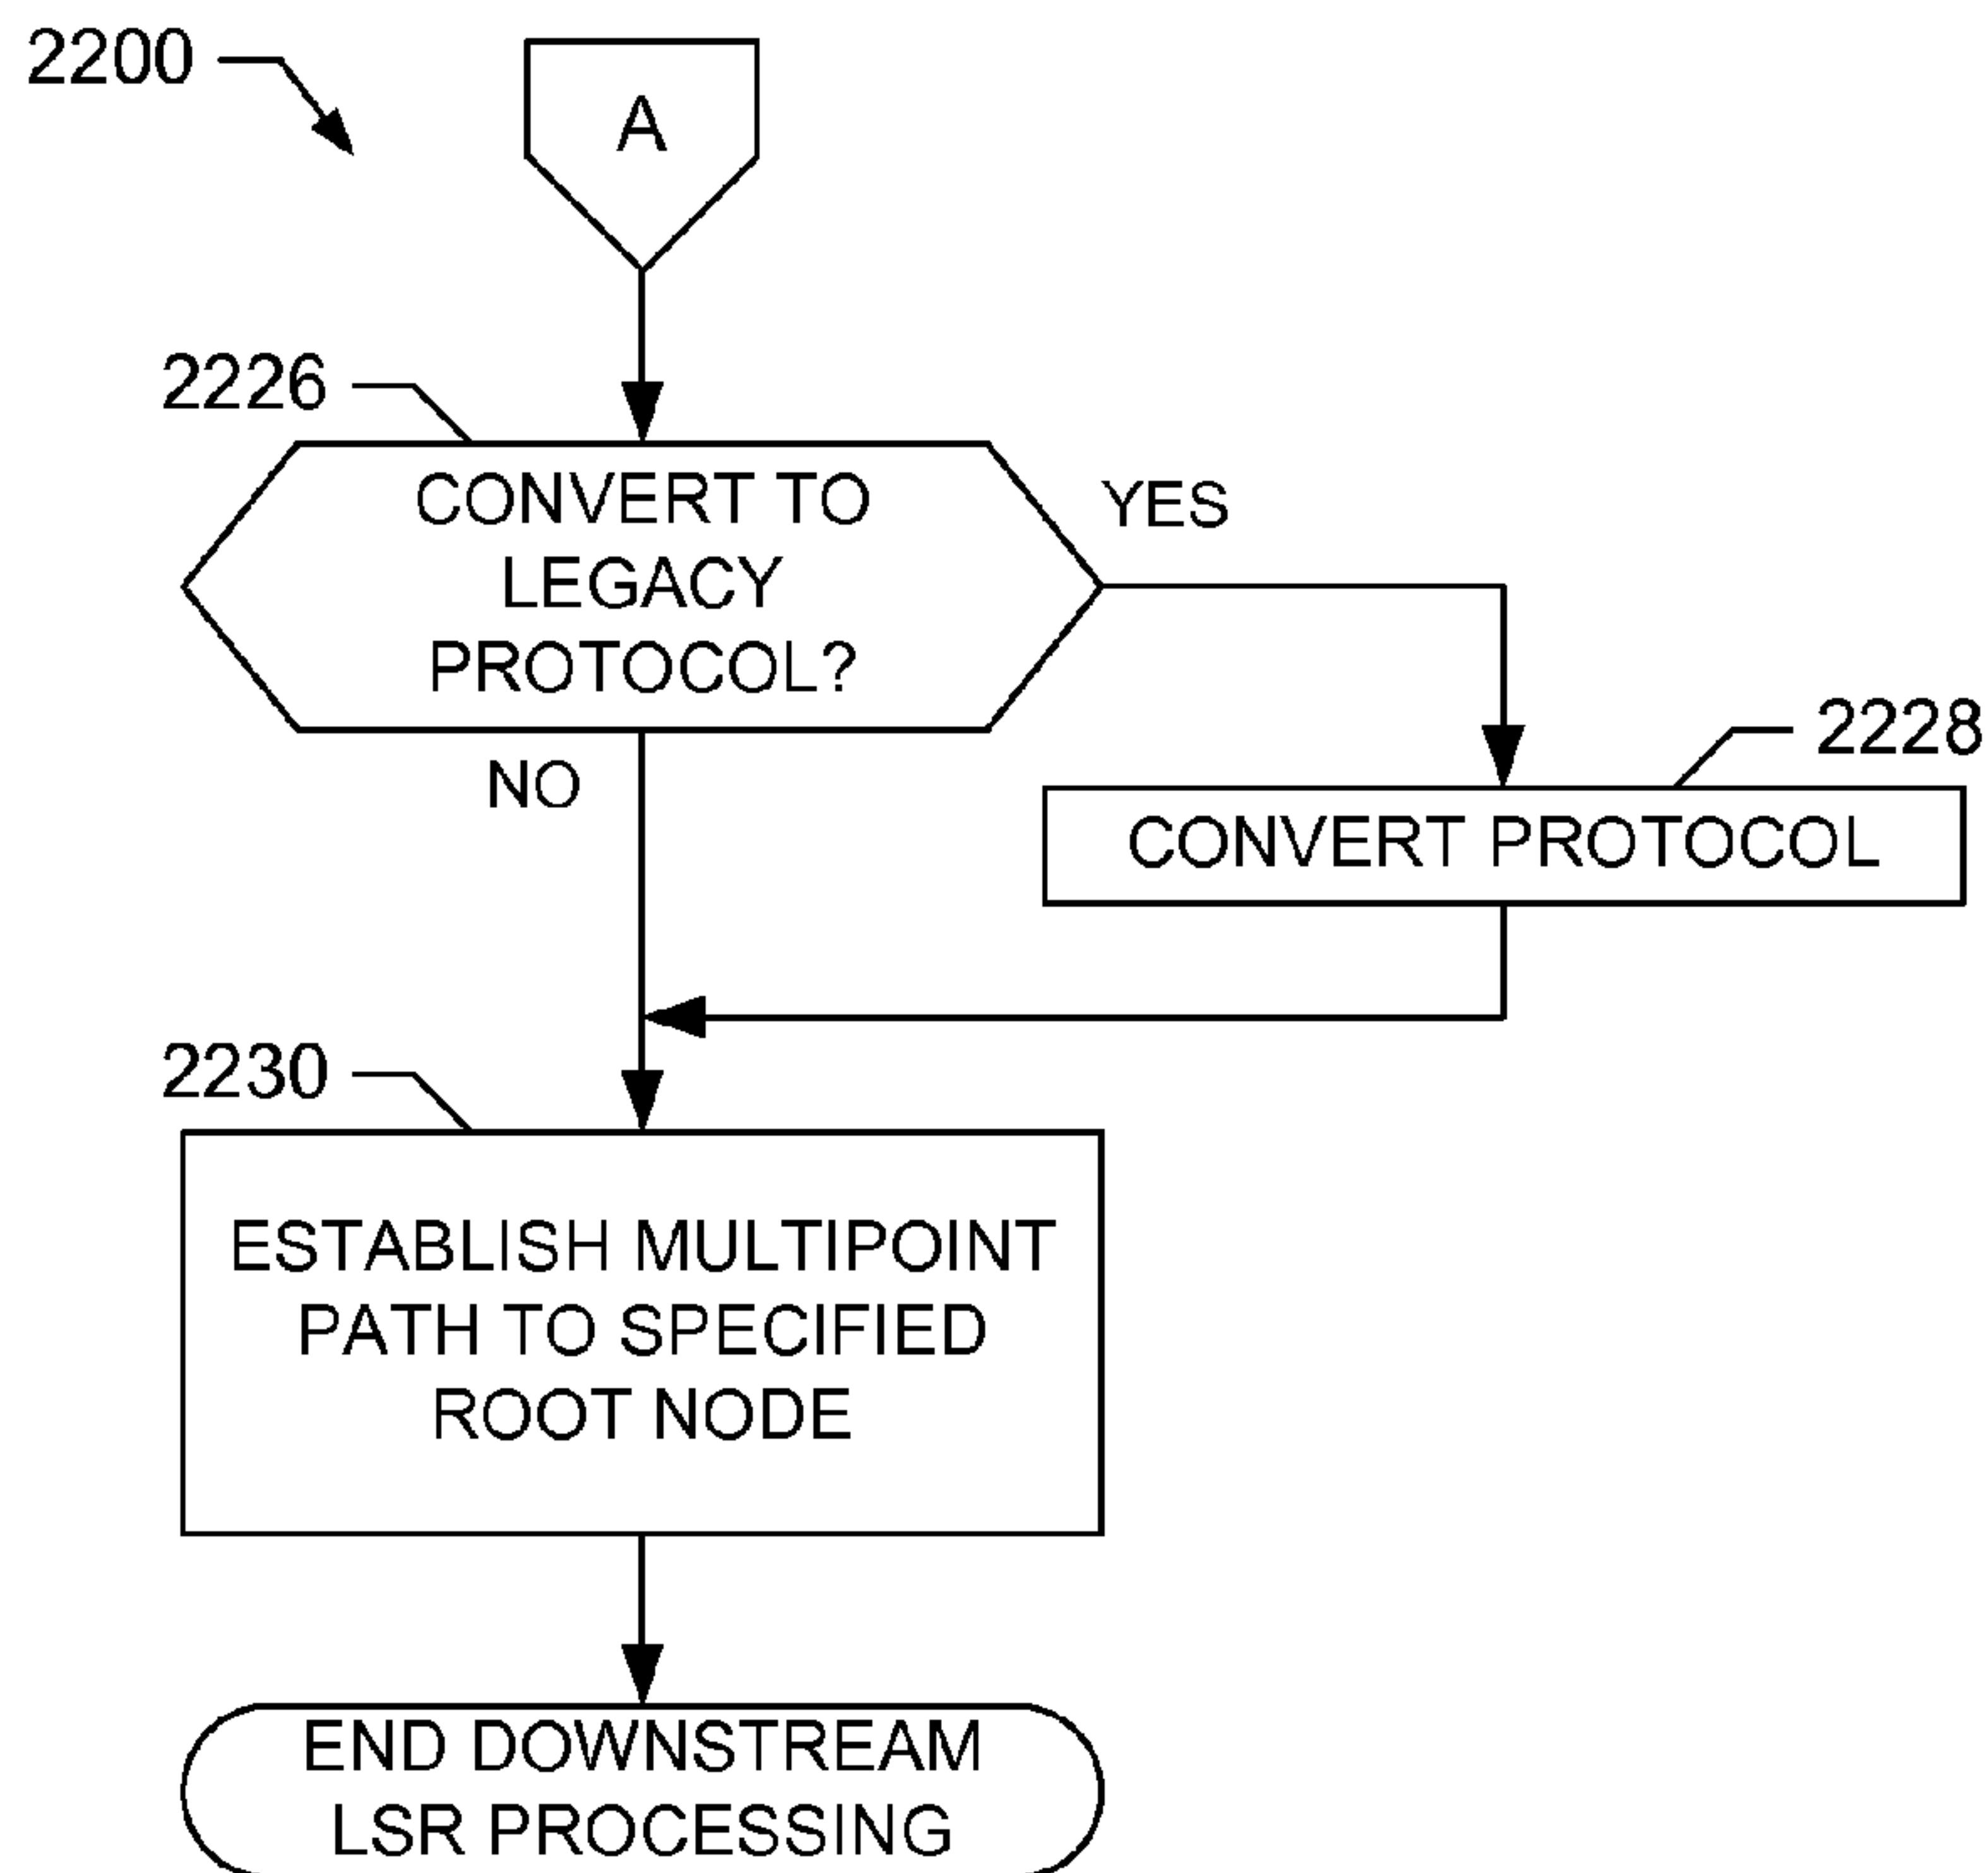 2200
A
2226
CONVERT TO
LEGACY
PROTOCOL?
YES
NO
2228
CONVERT PROTOCOL
2230
ESTABLISH MULTIPOINT
PATH TO SPECIFIED
ROOT NODE
END DOWNSTREAM
LSR PROCESSING